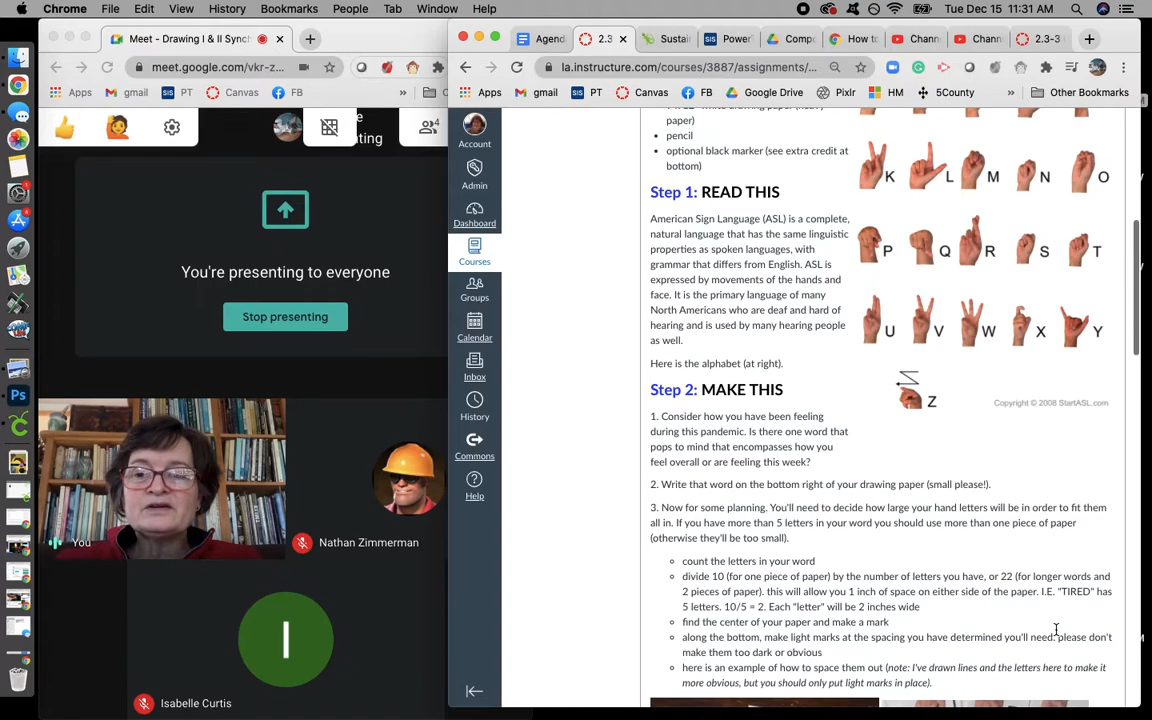 Chrome File Edit View History Bookmarks People Tab Window Help Tue Dec 15 11:31 AM
Meet - Drawing I & II Synch
Agend 2.3 Sustai Power Compo How to Chann Chann 2.3-3
meet.google.com/vkr-z...
la.instructure.com/courses/3887/assignments/...
Apps gmail PT Canvas FB »
Apps gmail PT Canvas FB Google Drive Pixlr HM 5County » Other Bookmarks
enting
You're presenting to everyone
Stop presenting
You
Nathan Zimmerman
I
Isabelle Curtis
Account
Admin
Dashboard
Courses
Groups
Calendar
Inbox
History
Commons
Help
paper)
pencil
optional black marker (see extra credit at
bottom)
Step 1: READ THIS
American Sign Language (ASL) is a complete,
natural language that has the same linguistic
properties as spoken languages, with
grammar that differs from English. ASL is
expressed by movements of the hands and
face. It is the primary language of many
North Americans who are deaf and hard of
hearing and is used by many hearing people
as well.
Here is the alphabet (at right).
K L M N O
P Q R S T
U V W X Y
Z
Copyright © 2008 StartASL.com
Step 2: MAKE THIS
1. Consider how you have been feeling
during this pandemic. Is there one word that
pops to mind that encompasses how you
feel overall or are feeling this week?
2. Write that word on the bottom right of your drawing paper (small please!).
3. Now for some planning. You'll need to decide how large your hand letters will be in order to fit them
all in. If you have more than 5 letters in your word you should use more than one piece of paper
(otherwise they'll be too small).
count the letters in your word
divide 10 (for one piece of paper) by the number of letters you have, or 22 (for longer words and
2 pieces of paper). this will allow you 1 inch of space on either side of the paper. I.E. "TIRED" has
5 letters. 10/5 = 2. Each "letter" will be 2 inches wide
find the center of your paper and make a mark
along the bottom, make light marks at the spacing you have determined you'll need. please don't
make them too dark or obvious
here is an example of how to space them out (note: I've drawn lines and the letters here to make it
more obvious, but you should only put light marks in place).